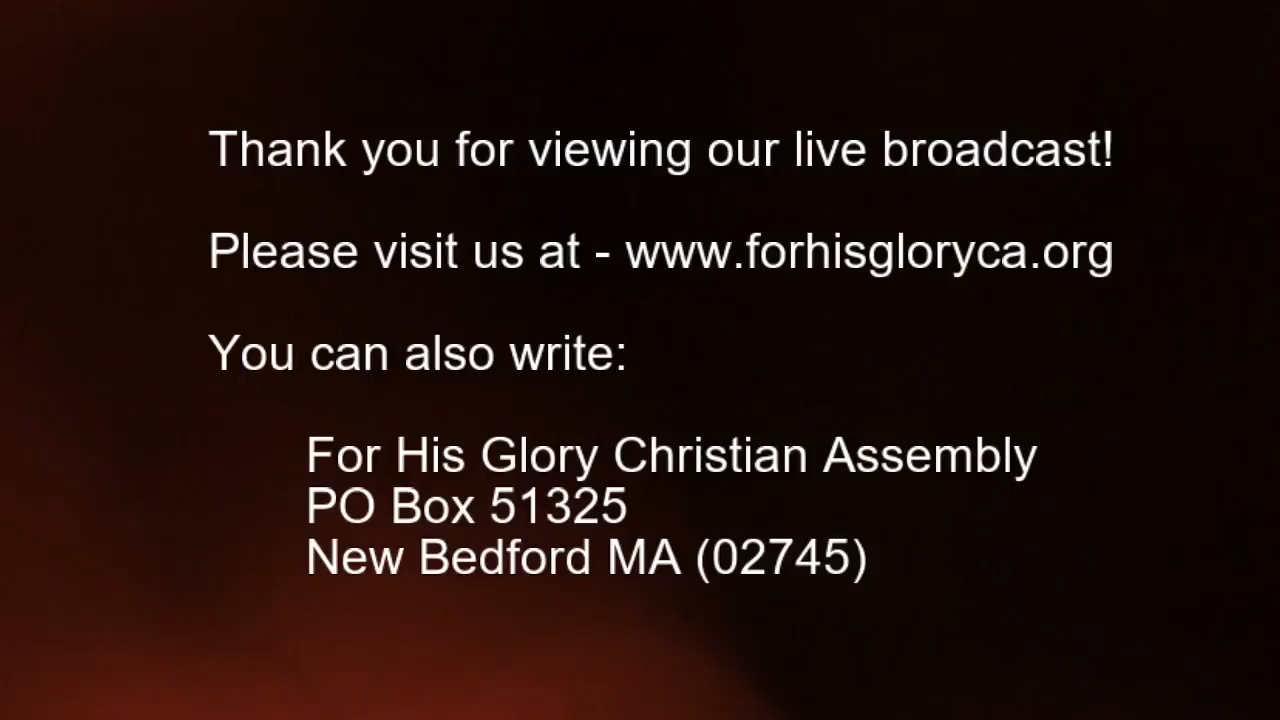 Thank you for viewing our live broadcast!
Please visit us at - www.forhisgloryca.org
You can also write:
For His Glory Christian Assembly
PO Box 51325
New Bedford MA (02745)